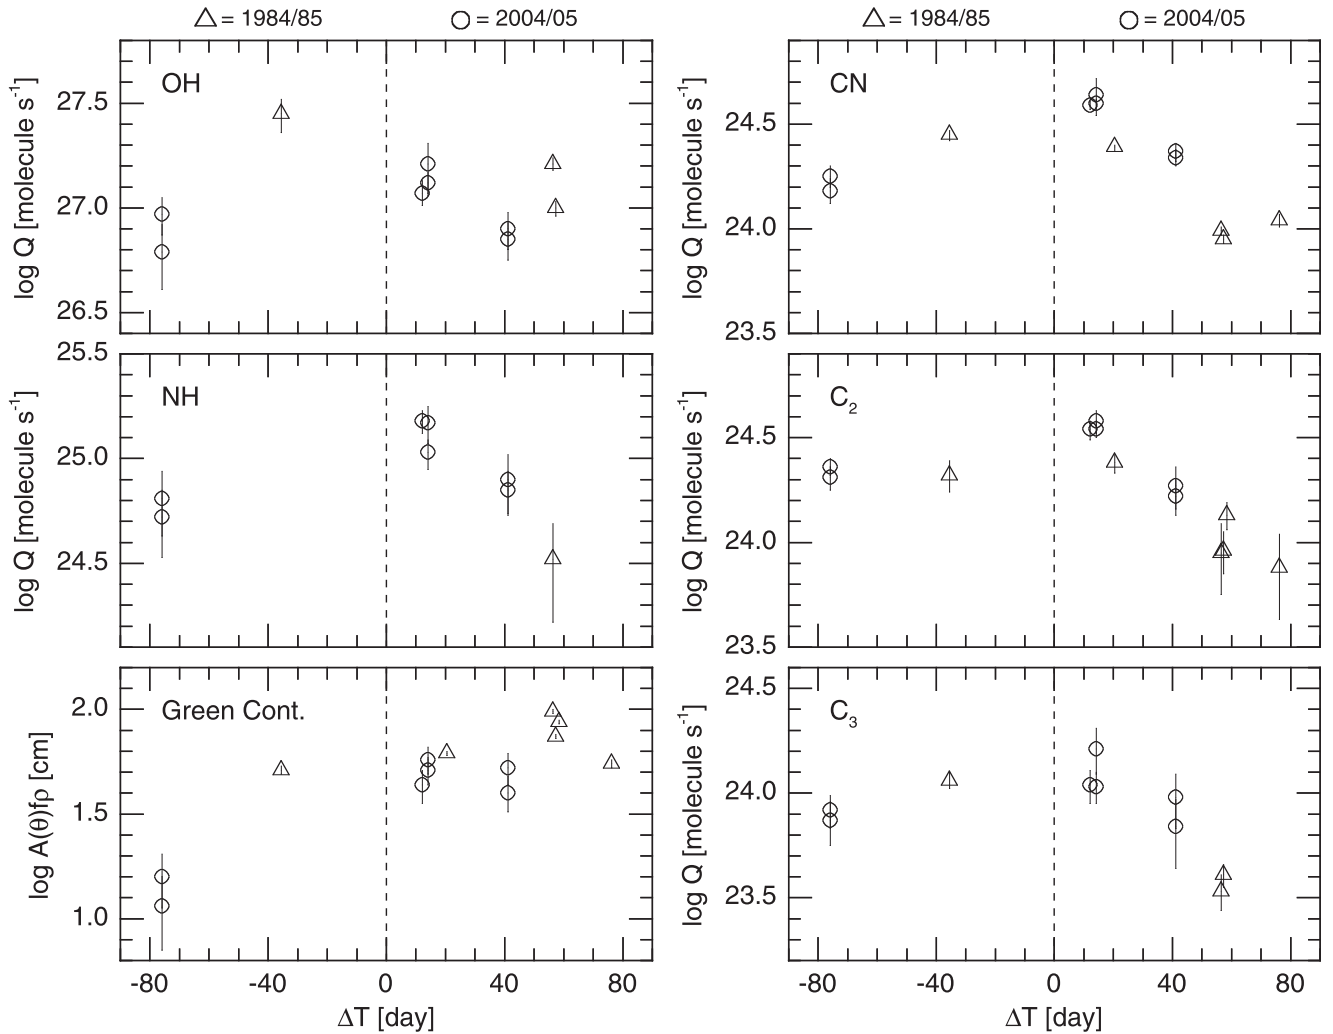 △ = 1984/85 ○ = 2004/05 △ = 1984/85 ○ = 2004/05
OH
log Q [molecule s⁻¹]
27.5
27.0
26.5
CN
log Q [molecule s⁻¹]
24.5
24.0
23.5
NH
log Q [molecule s⁻¹]
25.5
25.0
24.5
C₂
log Q [molecule s⁻¹]
24.5
24.0
23.5
Green Cont.
log A(θ)fρ [cm]
2.0
1.5
1.0
-80 -40 0 40 80
ΔT [day]
C₃
log Q [molecule s⁻¹]
24.5
24.0
23.5
-80 -40 0 40 80
ΔT [day]